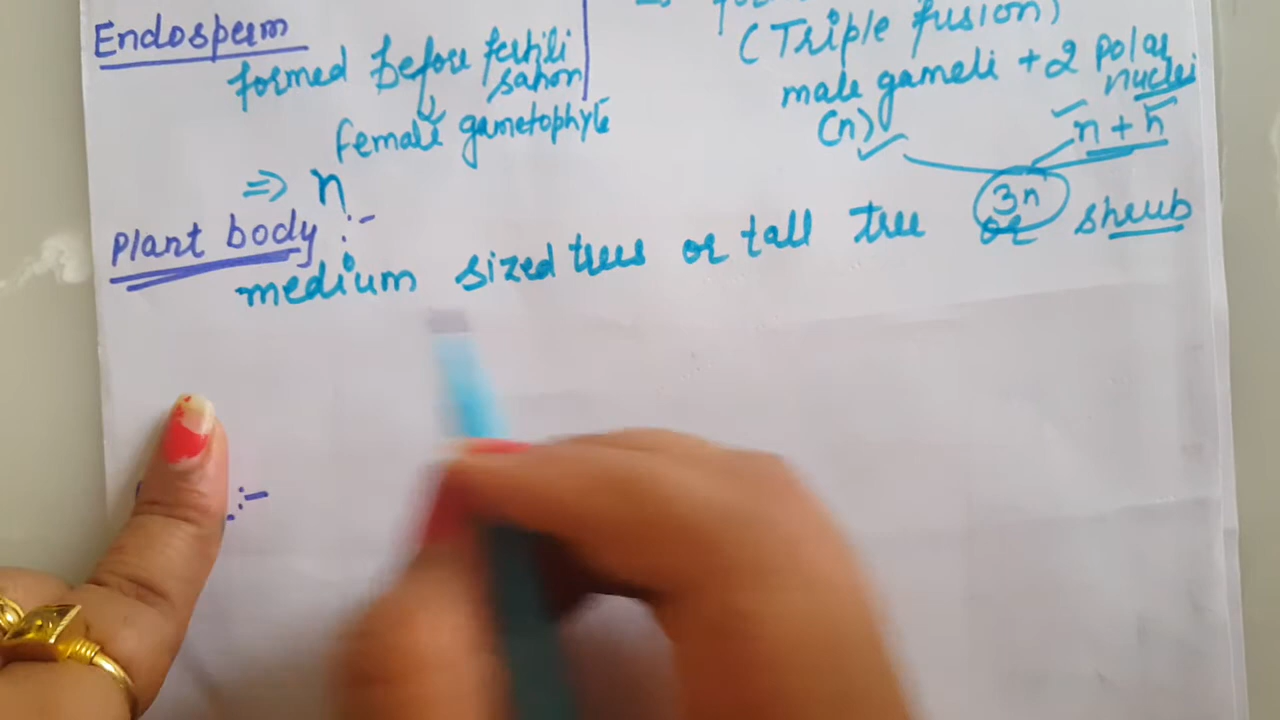 Endosperm
formed before fertili
sation
female gametophyte
=> n
(Triple fusion)
male gameti + 2 polar
nuclei
(n)
n + n
3n
Plant body :-
medium sized trees or tall tree or shrub
:-